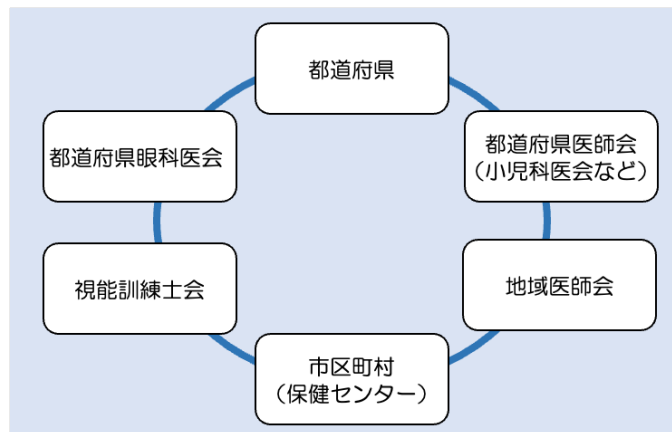 都道府県
都道府県眼科医会
都道府県医師会
（小児科医会など）
視能訓練士会
地域医師会
市区町村
（保健センター）